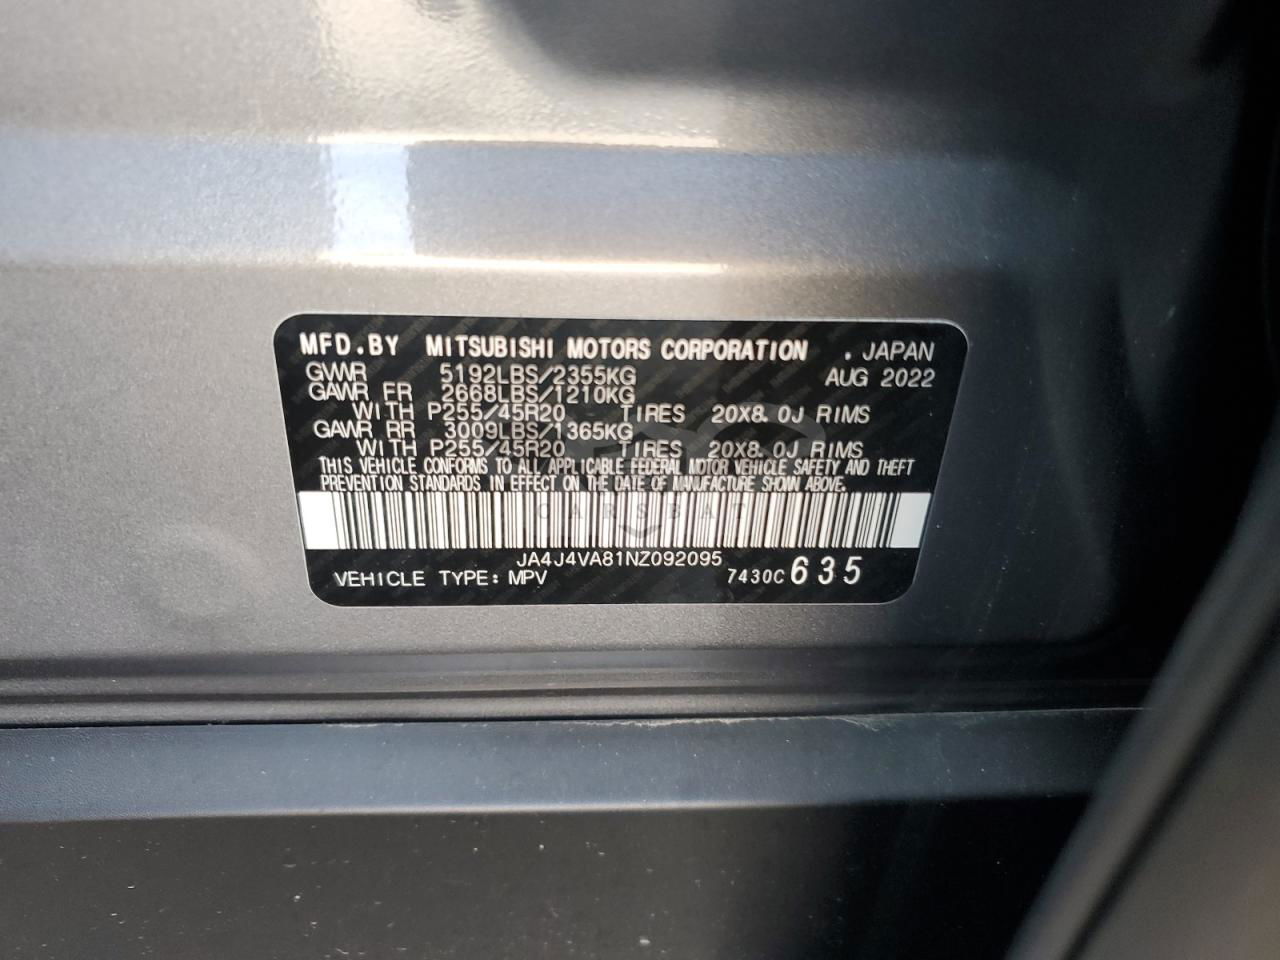 MFD.BY MITSUBISHI MOTORS CORPORATION . JAPAN
GVWR 5192LBS/2355KG AUG 2022
GAWR FR 2668LBS/1210KG
WITH P255/45R20 TIRES 20X8.0J RIMS
GAWR RR 3009LBS/1365KG
WITH P255/45R20 TIRES 20X8.0J RIMS
THIS VEHICLE CONFORMS TO ALL APPLICABLE FEDERAL MOTOR VEHICLE SAFETY AND THEFT
PREVENTION STANDARDS IN EFFECT ON THE DATE OF MANUFACTURE SHOWN ABOVE.
CARSBAT
JA4J4VA81NZ092095
VEHICLE TYPE: MPV 7430C 635